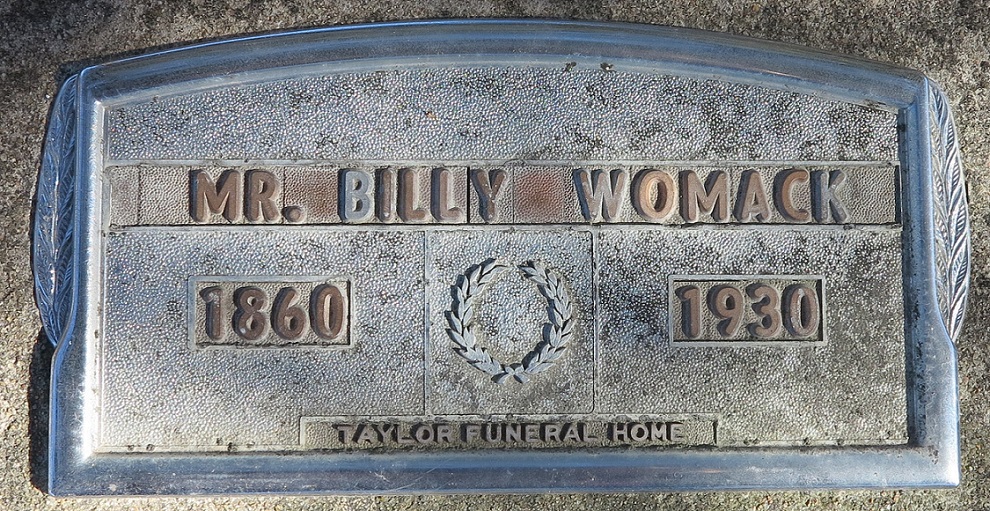 MR. BILLY WOMACK
1860 1930
TAYLOR FUNERAL HOME